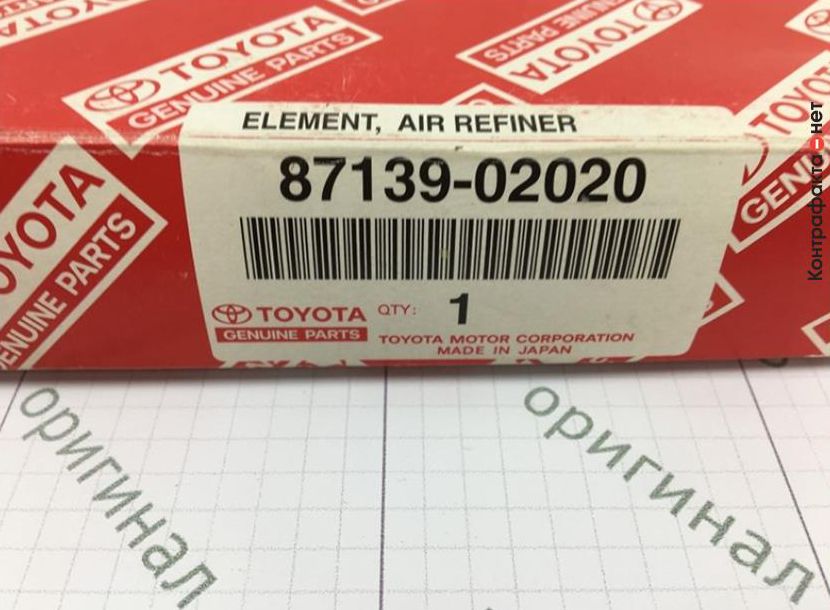 TOYOTA
GENUINE PARTS
TOYOTA
GENUINE PARTS
TOYOTA
GENUINE PARTS
ELEMENT, AIR REFINER
87139-02020
TOYOTA
GENUINE PARTS
QTY: 1
TOYOTA MOTOR CORPORATION
MADE IN JAPAN
Контрафакта-нет
оригинал
оригинал